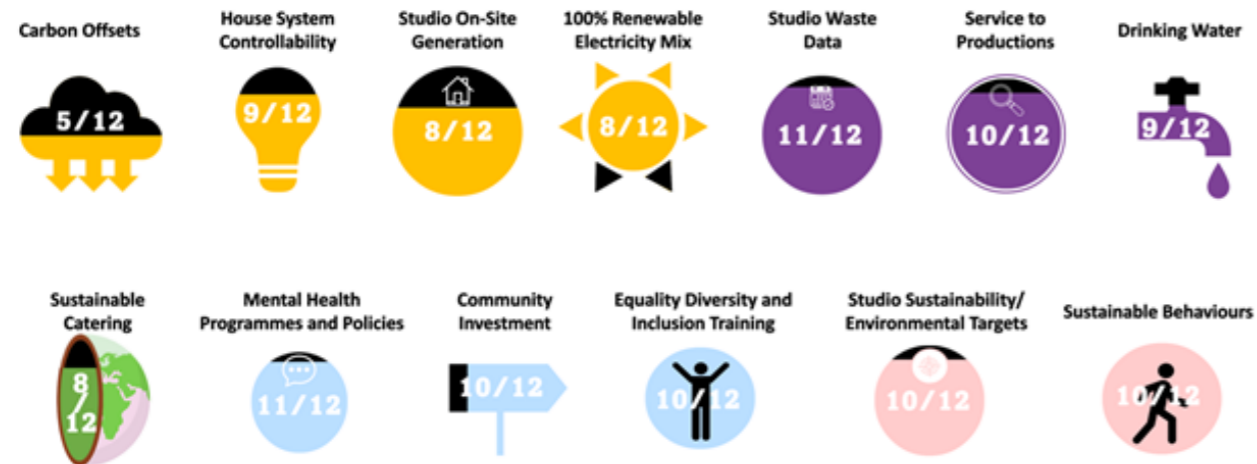 Carbon Offsets
5/12
House System
Controllability
9/12
Studio On-Site
Generation
8/12
100% Renewable
Electricity Mix
8/12
Studio Waste
Data
11/12
Service to
Productions
10/12
Drinking Water
9/12
Sustainable
Catering
8
/
12
Mental Health
Programmes and Policies
11/12
Community
Investment
10/12
Equality Diversity and
Inclusion Training
10/12
Studio Sustainability/
Environmental Targets
10/12
Sustainable Behaviours
10/12